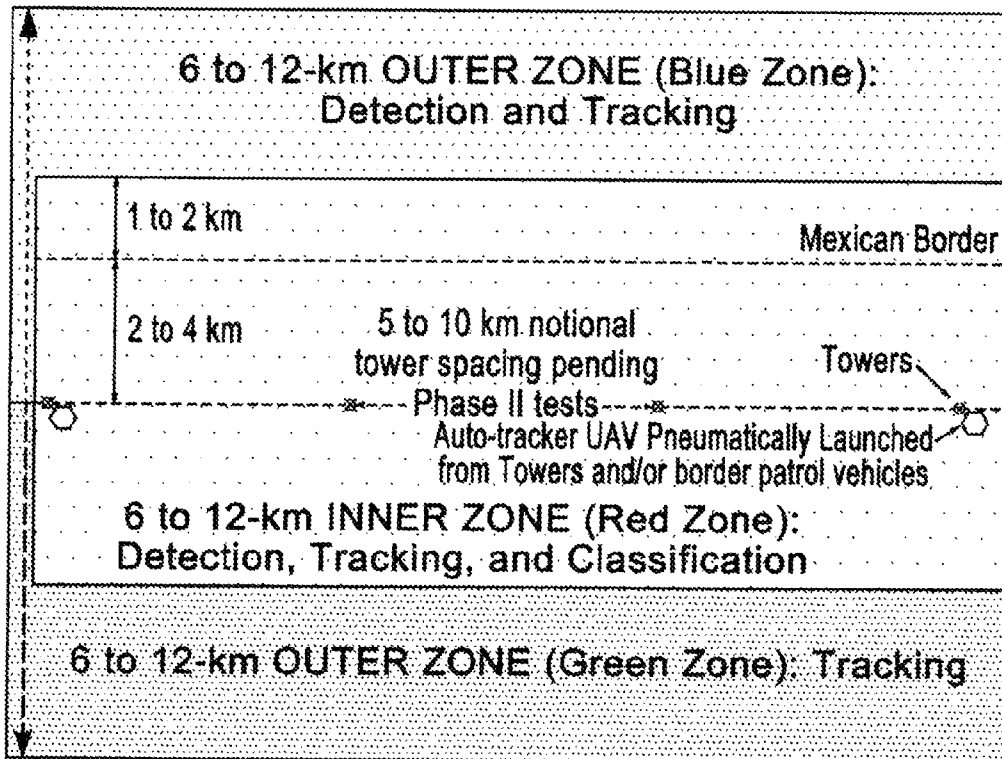 6 to 12-km OUTER ZONE (Blue Zone):
Detection and Tracking
1 to 2 km
Mexican Border
2 to 4 km
5 to 10 km notional
tower spacing pending
Phase II tests
Towers
Auto-tracker UAV Pneumatically Launched
from Towers and/or border patrol vehicles
6 to 12-km INNER ZONE (Red Zone):
Detection, Tracking, and Classification
6 to 12-km OUTER ZONE (Green Zone): Tracking